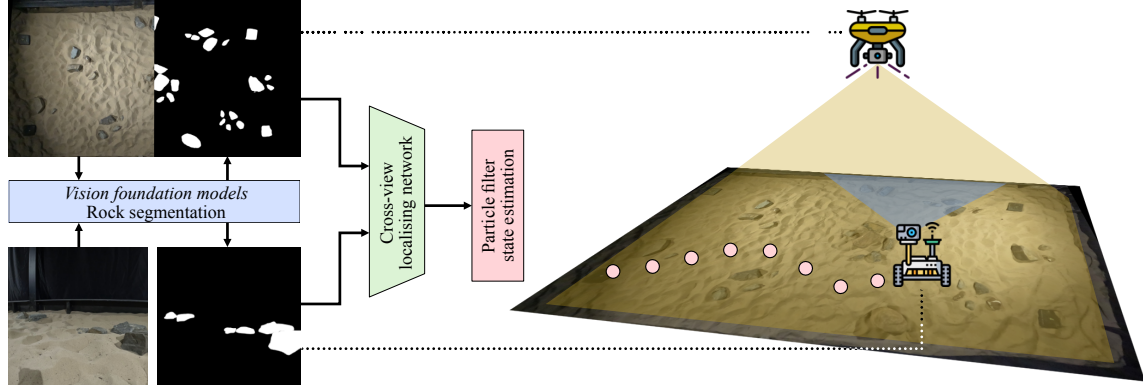 Vision foundation models
Rock segmentation
Cross-view
localising network
Particle filter
state estimation